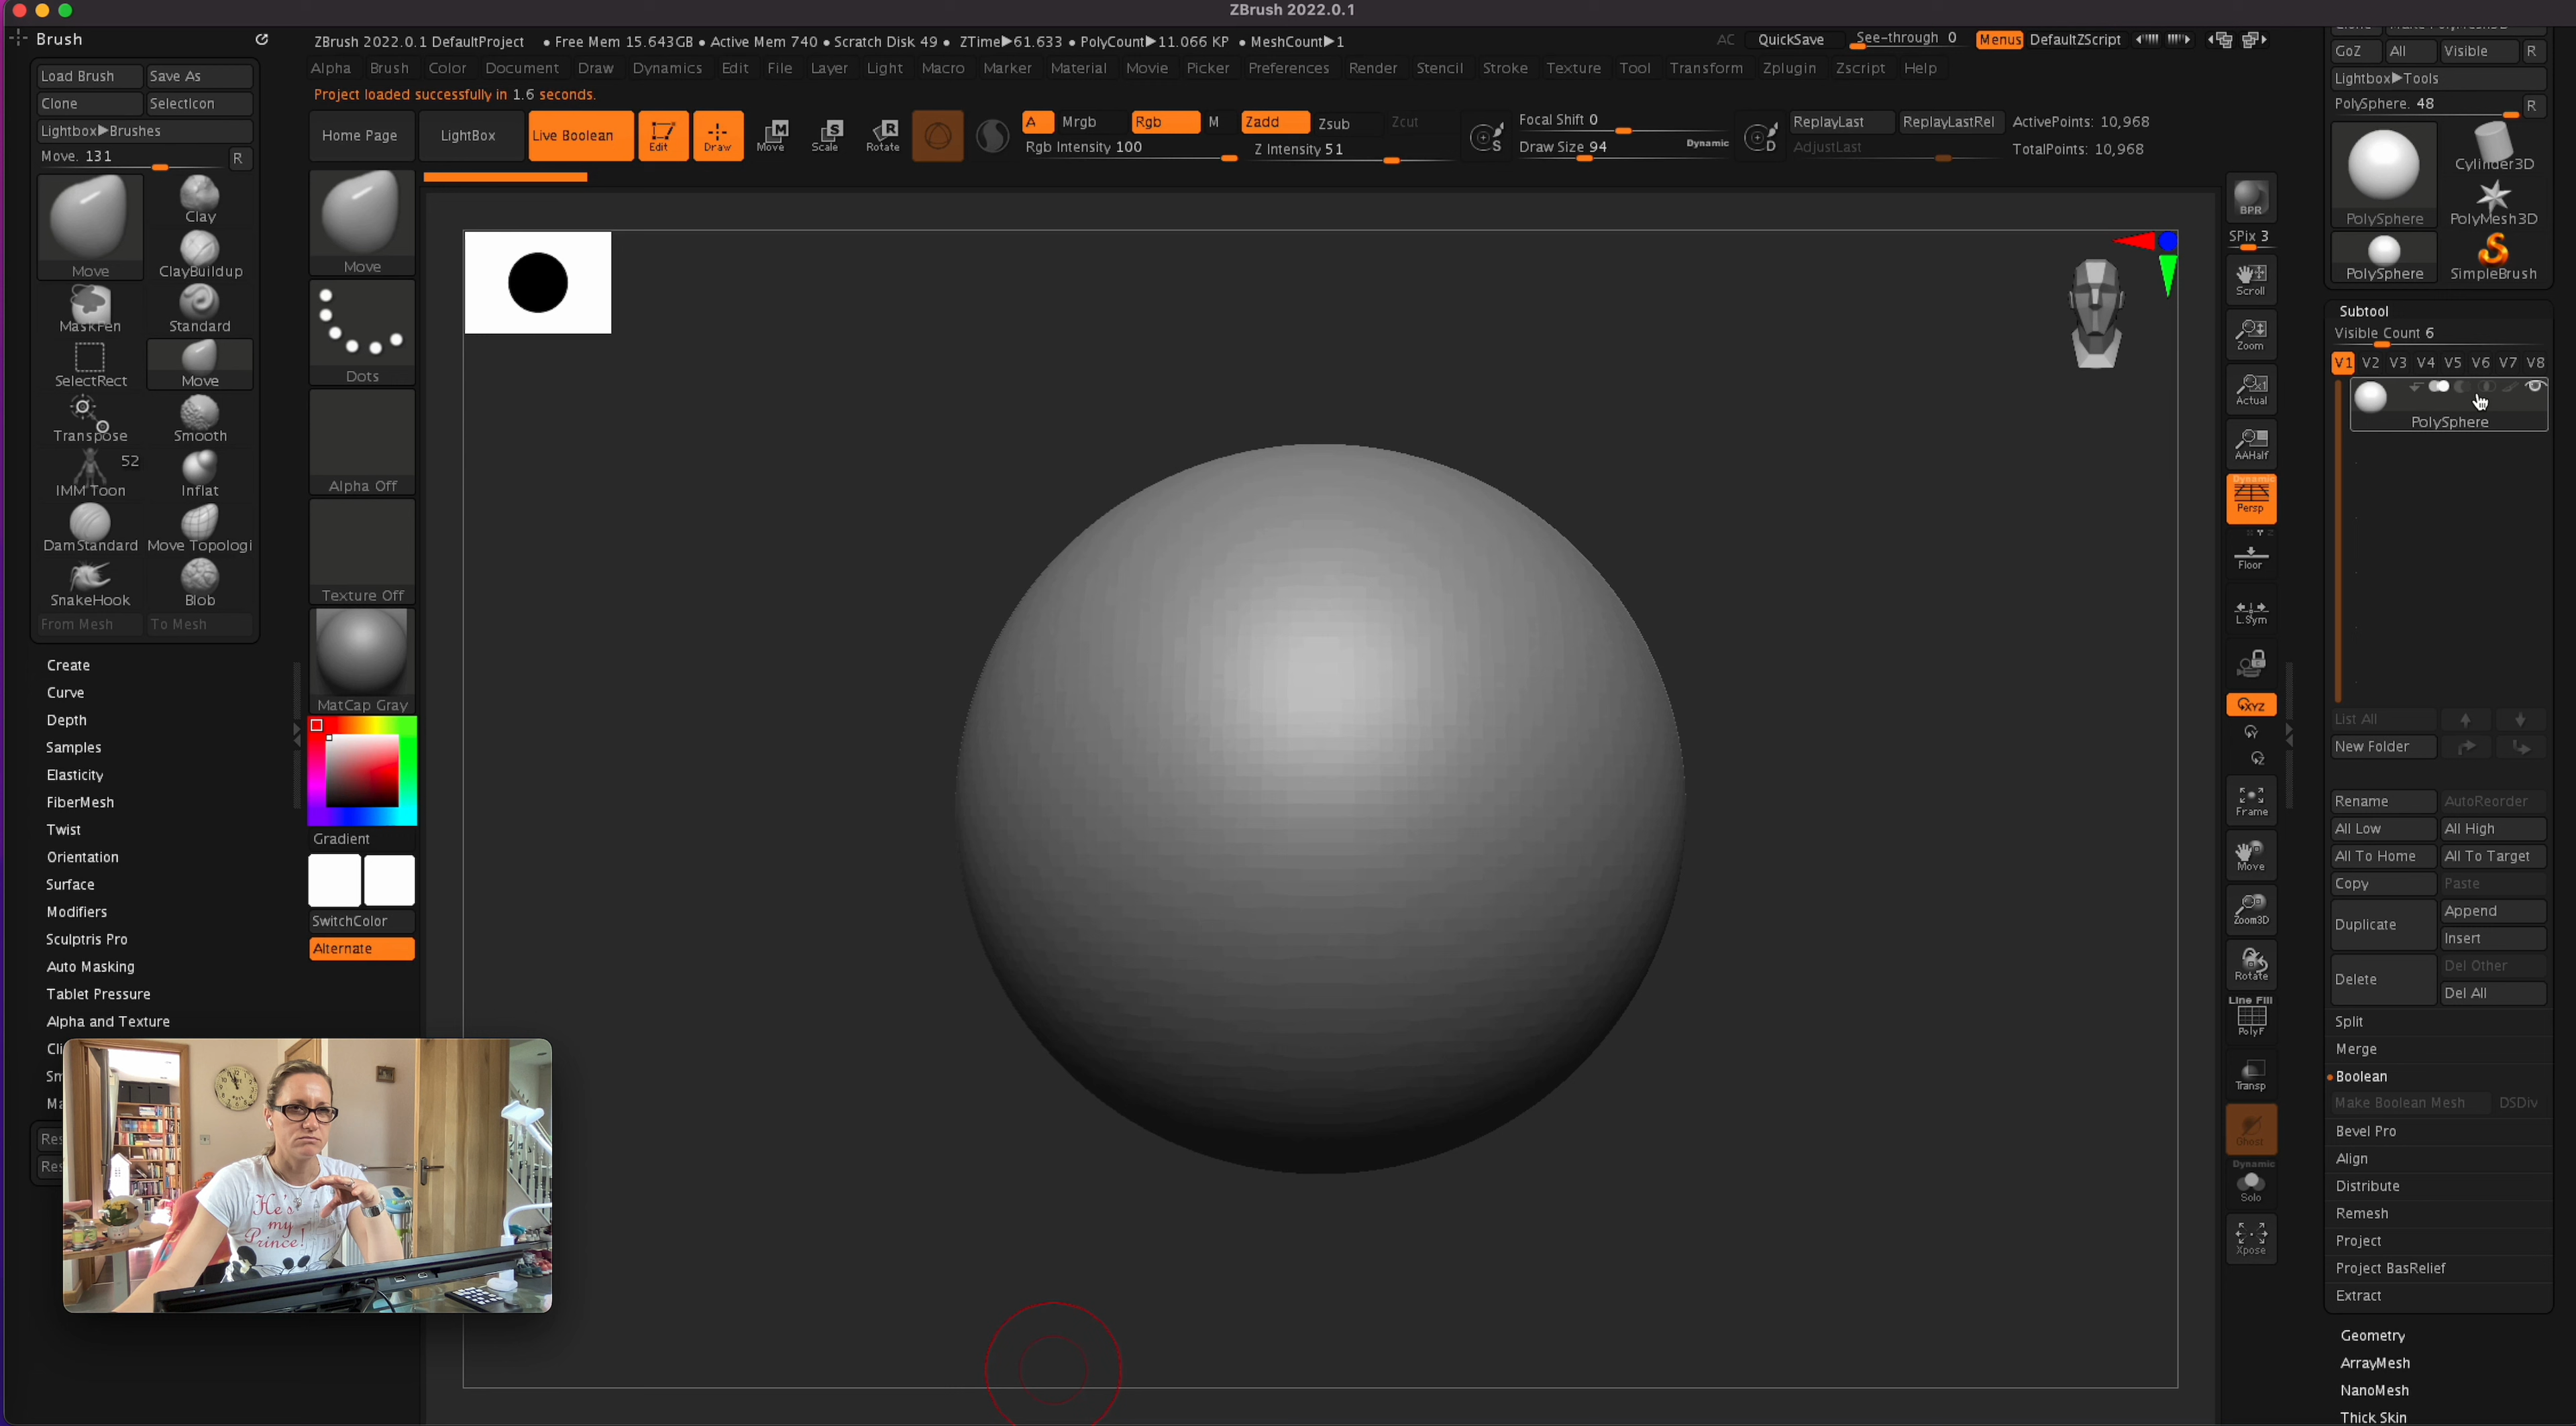 ZBrush 2022.0.1
Brush
ZBrush 2022.0.1 DefaultProject • Free Mem 15.643GB • Active Mem 740 • Scratch Disk 49 • ZTime▶61.633 • PolyCount▶11.066 KP • MeshCount▶1
AC QuickSave See-through 0 Menus DefaultZScript
Alpha Brush Color Document Draw Dynamics Edit File Layer Light Macro Marker Material Movie Picker Preferences Render Stencil Stroke Texture Tool Transform Zplugin Zscript Help
Project loaded successfully in 1.6 seconds.
Load Brush Save As
Clone SelectIcon
Lightbox▶Brushes
Move. 131 R
Move
Clay
ClayBuildup
MaskPen Standard
SelectRect Move
Transpose Smooth
52
IMM Toon Inflat
DamStandard Move Topologi
SnakeHook Blob
From Mesh To Mesh
Create
Curve
Depth
Samples
Elasticity
FiberMesh
Twist
Orientation
Surface
Modifiers
Sculptris Pro
Auto Masking
Tablet Pressure
Alpha and Texture
Cli
Sm
Ma
Res
Res
Home Page LightBox Live Boolean Edit Draw Move Scale Rotate
M S R
A Mrgb Rgb M Zadd Zsub Zcut
Rgb Intensity 100 Z Intensity 51
S Focal Shift 0
Draw Size 94 Dynamic
D ReplayLast ReplayLastRel ActivePoints: 10,968
AdjustLast TotalPoints: 10,968
Move
Dots
Alpha Off
Texture Off
MatCap Gray
Gradient
SwitchColor
Alternate
He's
my
Prince!
BPR
SPix 3
Scroll
Zoom
Actual
AAHalf
Dynamic
Persp
Floor
L.Sym
XYZ
Y
Z
Frame
Move
Zoom3D
Rotate
Line Fill
PolyF
Transp
Ghost
Dynamic
Solo
Xpose
GoZ All Visible R
Lightbox▶Tools
PolySphere. 48 R
PolySphere
Cylinder3D
PolyMesh3D
PolySphere SimpleBrush
Subtool
Visible Count 6
V1 V2 V3 V4 V5 V6 V7 V8
PolySphere
List All
New Folder
Rename AutoReorder
All Low All High
All To Home All To Target
Copy Paste
Duplicate Append
Insert
Delete Del Other
Del All
Split
Merge
Boolean
Make Boolean Mesh DSDiv
Bevel Pro
Align
Distribute
Remesh
Project
Project BasRelief
Extract
Geometry
ArrayMesh
NanoMesh
Thick Skin